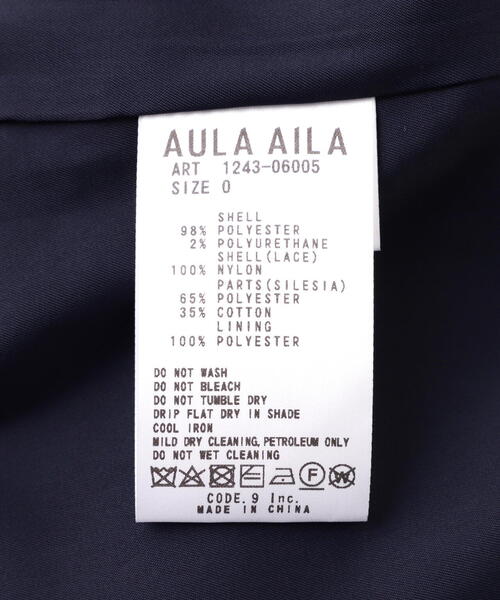 AULA AILA
ART 1243-06005
SIZE 0
SHELL
98% POLYESTER
2% POLYURETHANE
SHELL(LACE)
100% NYLON
PARTS(SILESIA)
65% POLYESTER
35% COTTON
LINING
100% POLYESTER
DO NOT WASH
DO NOT BLEACH
DO NOT TUMBLE DRY
DRIP FLAT DRY IN SHADE
COOL IRON
MILD DRY CLEANING,PETROLEUM ONLY
DO NOT WET CLEANING
F W
CODE.9 Inc.
MADE IN CHINA